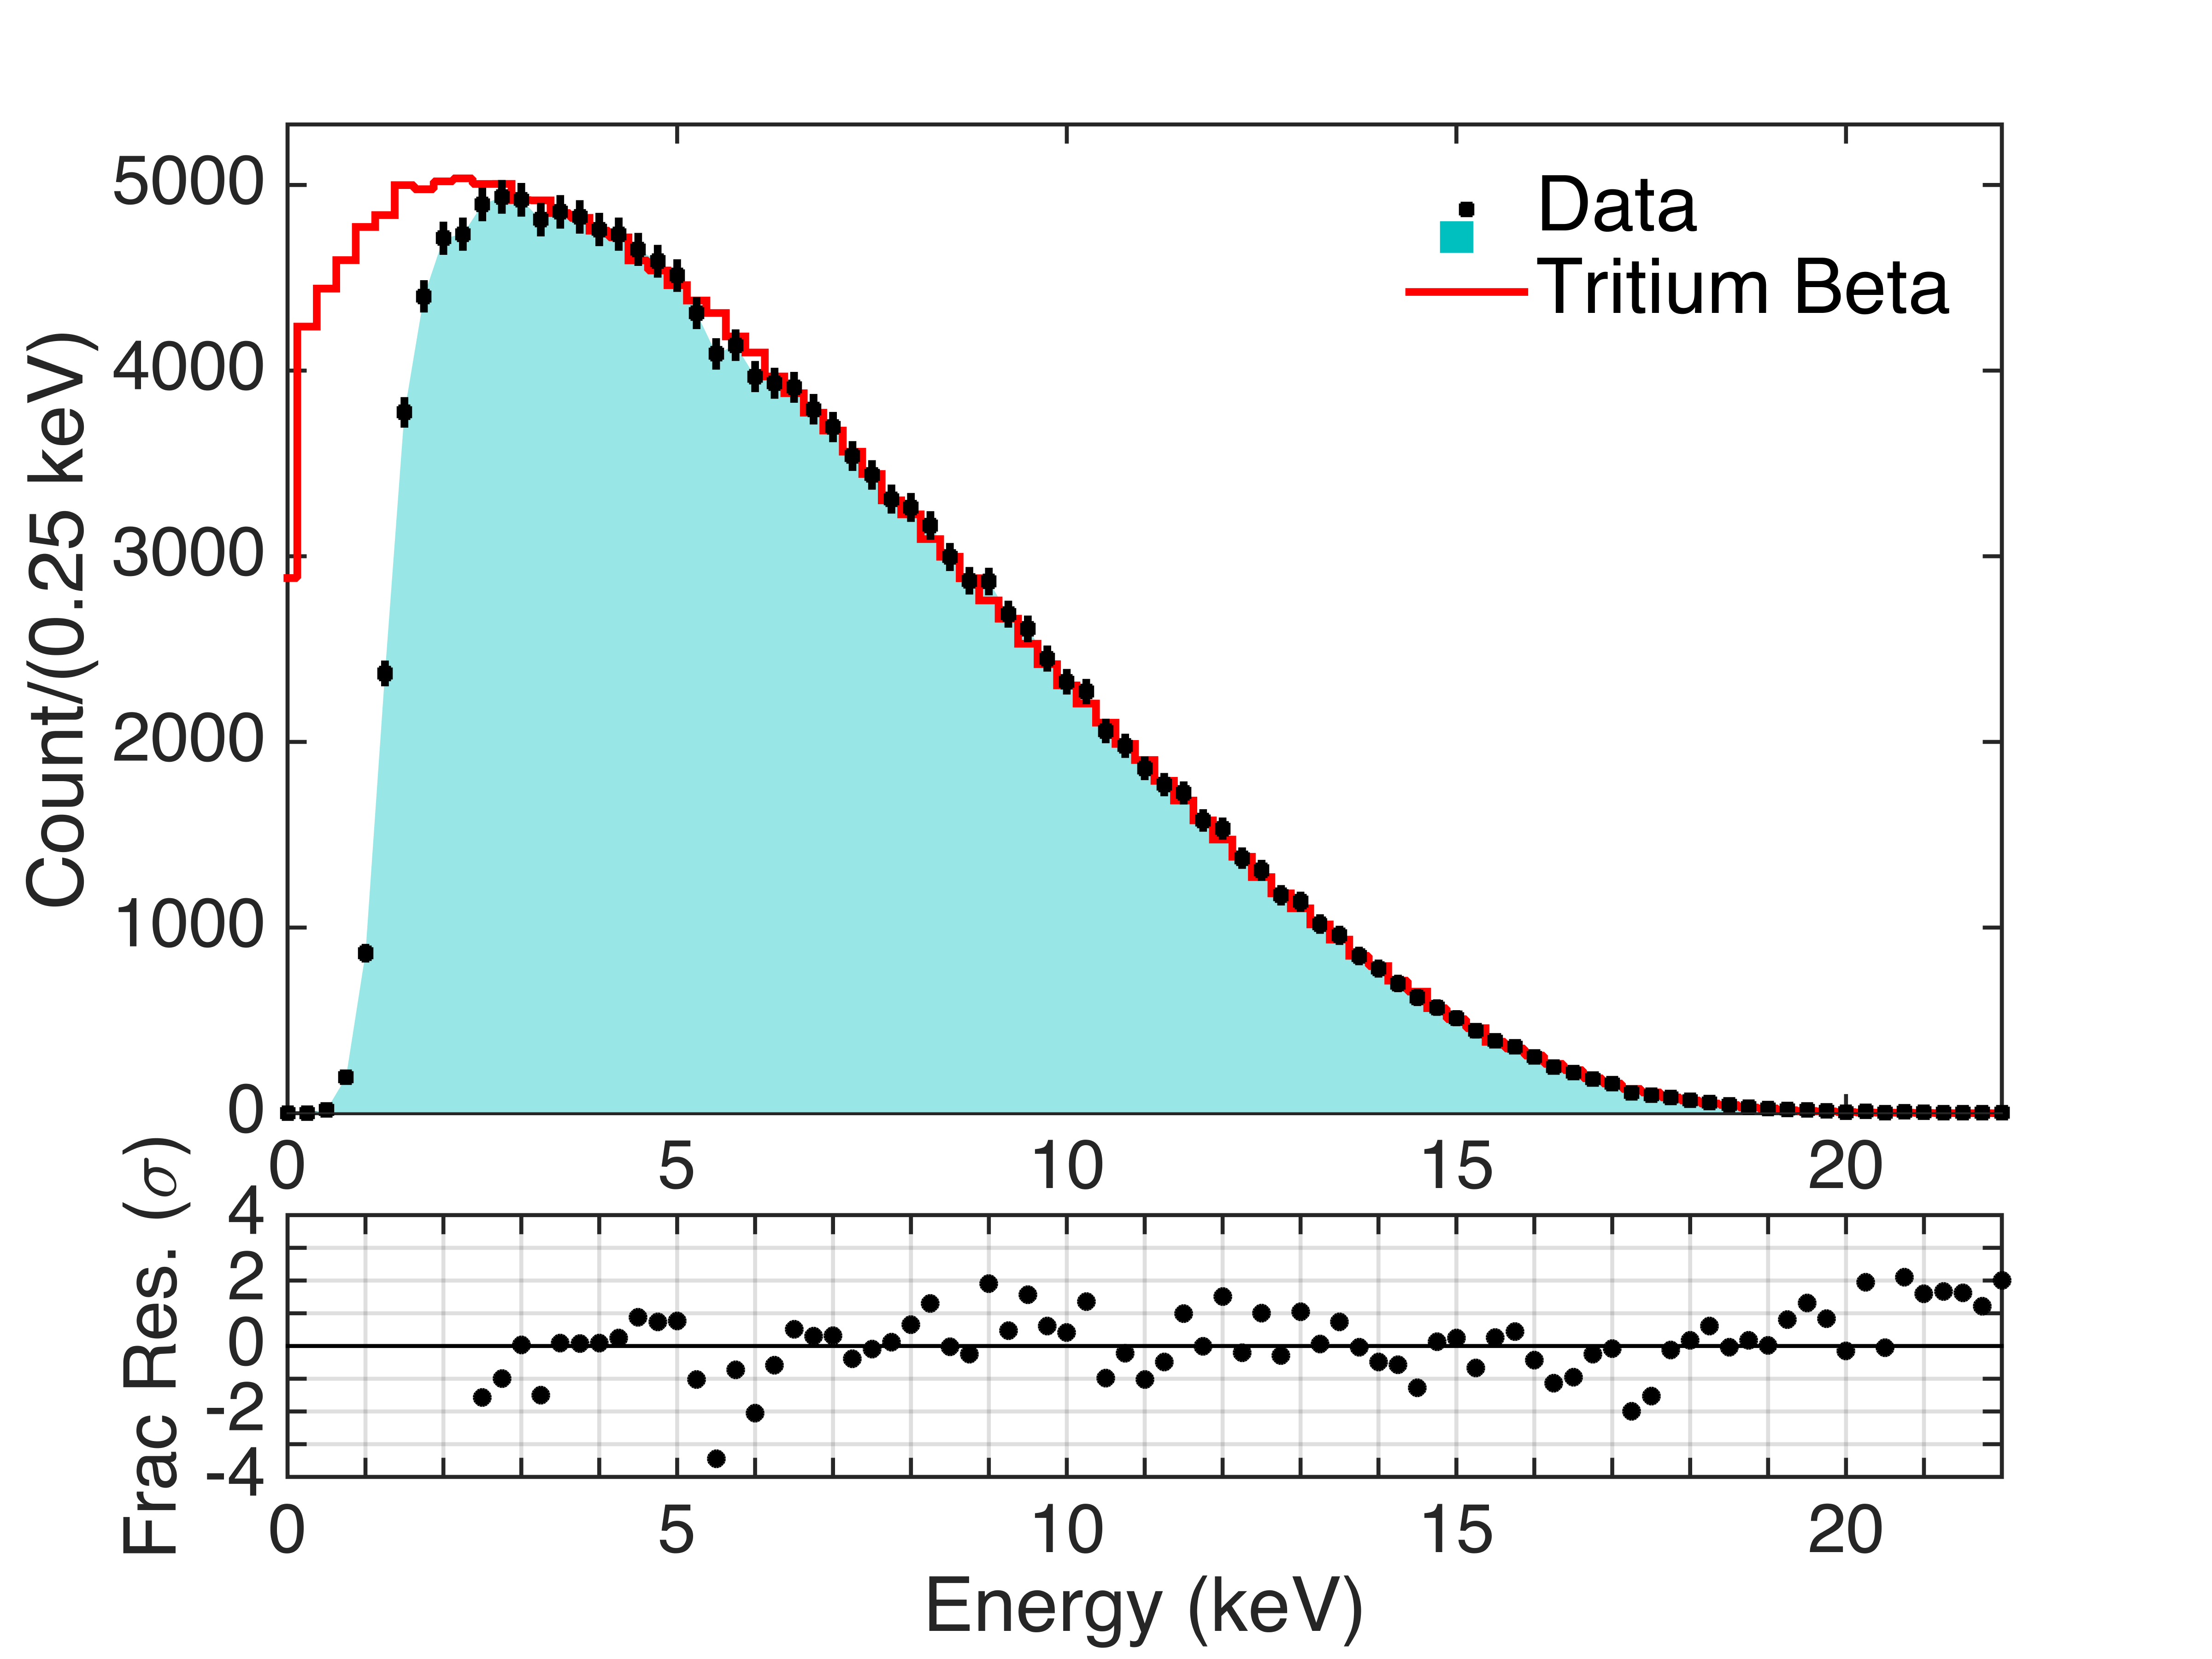 Data
Tritium Beta
Count/(0.25 keV)
5000
4000
3000
2000
1000
0
0 5 10 15 20
Frac Res. (σ)
4
2
0
-2
-4
0 5 10 15 20
Energy (keV)